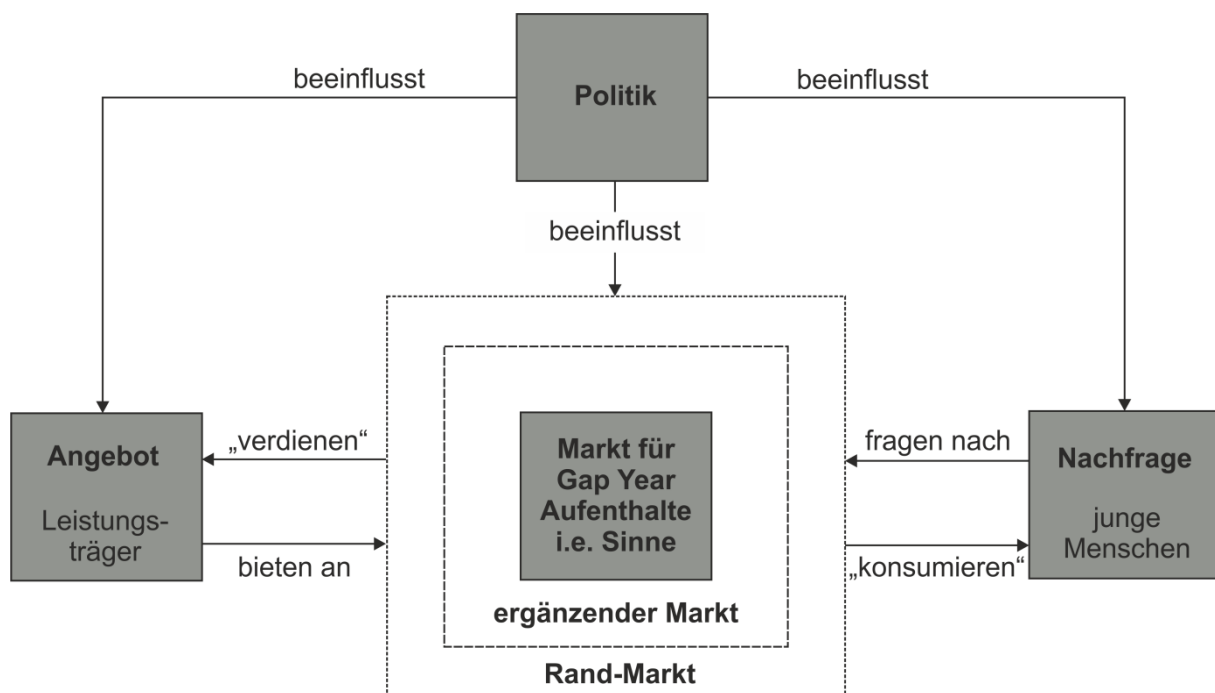 beeinflusst
Politik
beeinflusst
beeinflusst
Angebot
Leistungs-
träger
„verdienen“
bieten an
Markt für
Gap Year
Aufenthalte
i.e. Sinne
ergänzender Markt
Rand-Markt
fragen nach
„konsumieren“
Nachfrage
junge
Menschen